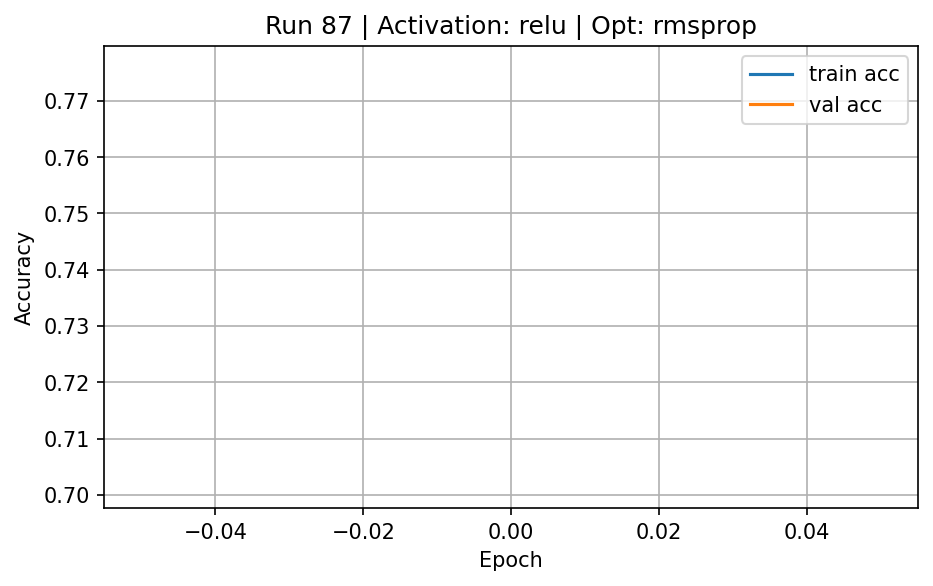 Run 87 | Activation: relu | Opt: rmsprop
train acc
val acc
Accuracy
0.77
0.76
0.75
0.74
0.73
0.72
0.71
0.70
−0.04 −0.02 0.00 0.02 0.04
Epoch